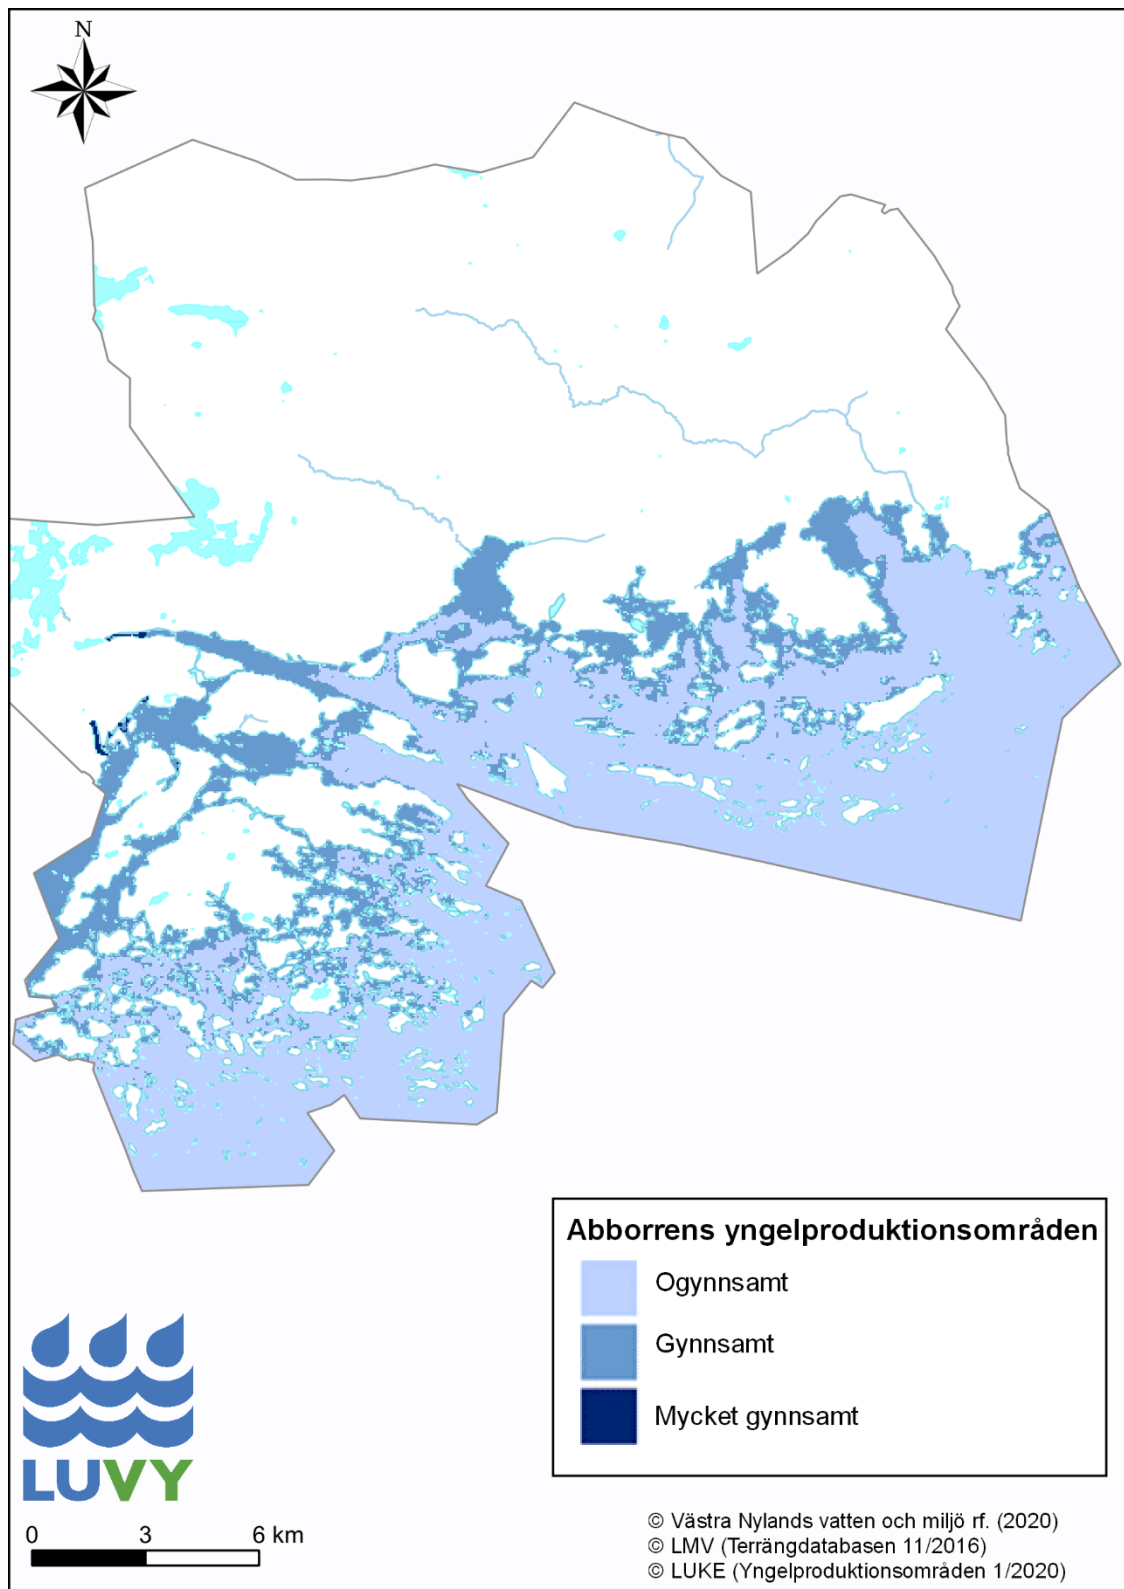 N
Abborrens yngelproduktionsområden
Ogynnsamt
Gynnsamt
Mycket gynnsamt
LUVY
0 3 6 km
© Västra Nylands vatten och miljö rf. (2020)
© LMV (Terrängdatabasen 11/2016)
© LUKE (Yngelproduktionsområden 1/2020)